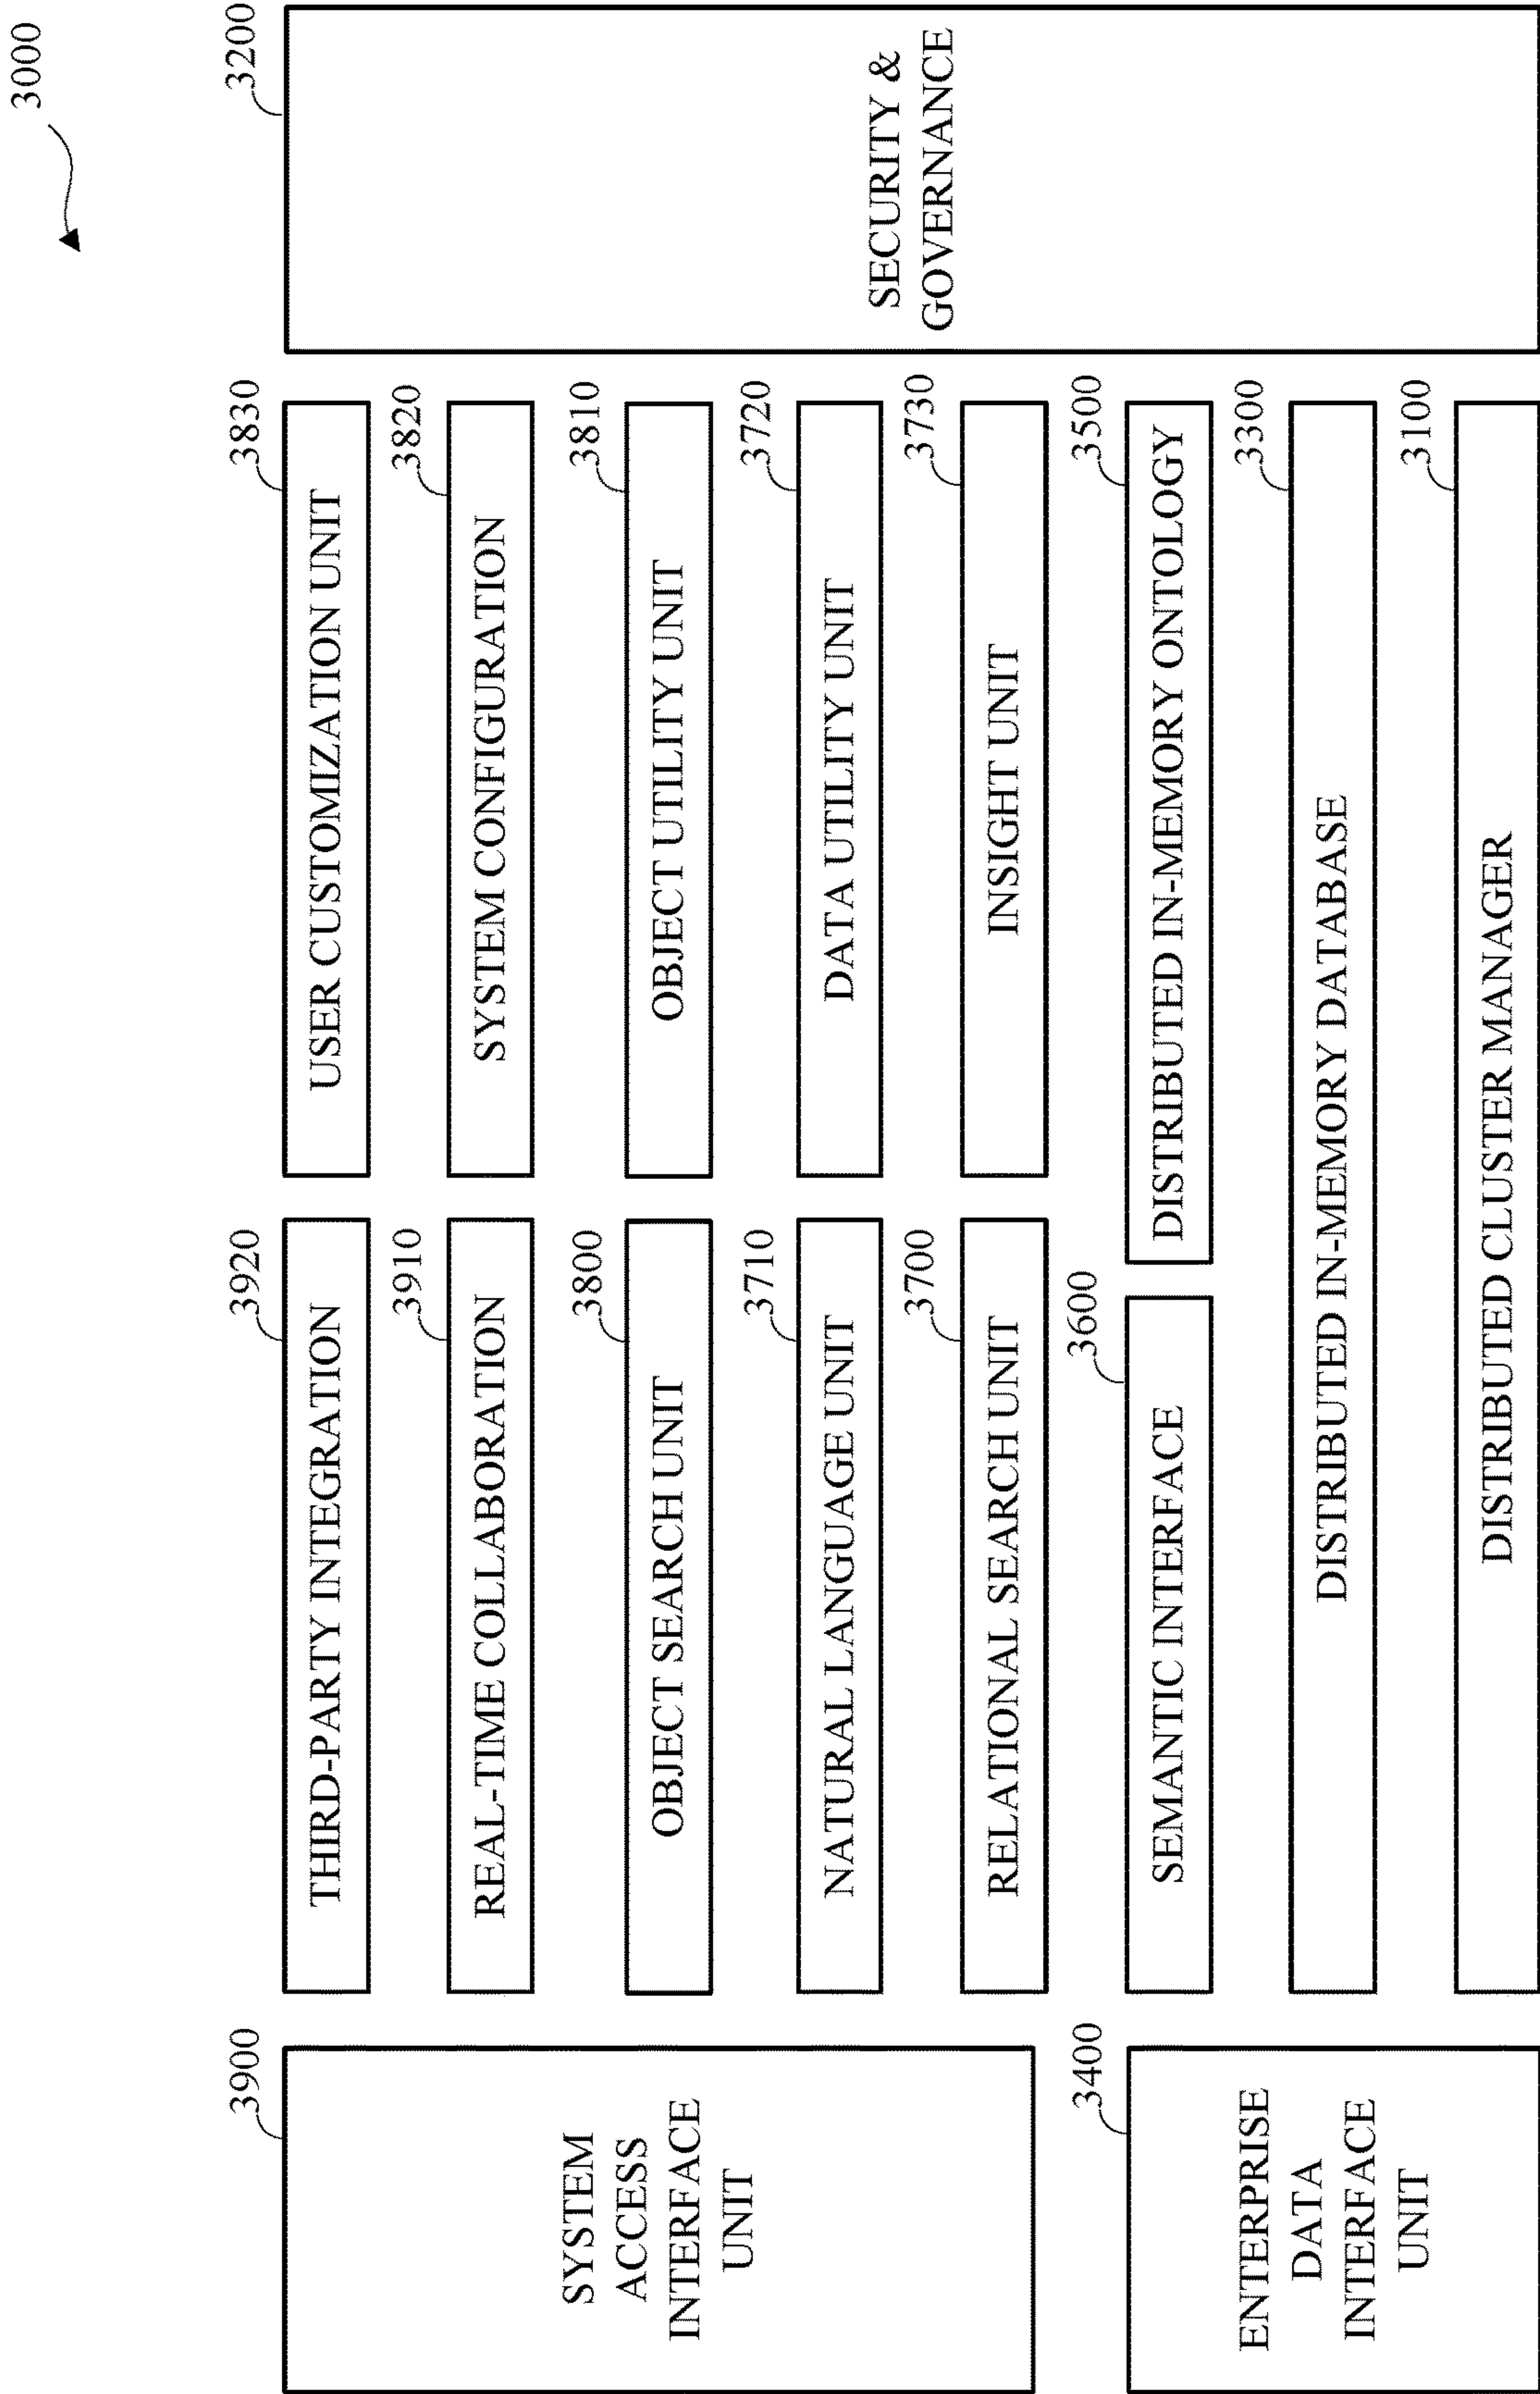 3000
3900
SYSTEM
ACCESS
INTERFACE
UNIT
3920
THIRD-PARTY INTEGRATION
3830
USER CUSTOMIZATION UNIT
3200
SECURITY &
GOVERNANCE
3910
REAL-TIME COLLABORATION
3820
SYSTEM CONFIGURATION
3800
OBJECT SEARCH UNIT
3810
OBJECT UTILITY UNIT
3710
NATURAL LANGUAGE UNIT
3720
DATA UTILITY UNIT
3700
RELATIONAL SEARCH UNIT
3730
INSIGHT UNIT
3400
ENTERPRISE
DATA
INTERFACE
UNIT
3600
SEMANTIC INTERFACE
3500
DISTRIBUTED IN-MEMORY ONTOLOGY
3300
DISTRIBUTED IN-MEMORY DATABASE
3100
DISTRIBUTED CLUSTER MANAGER